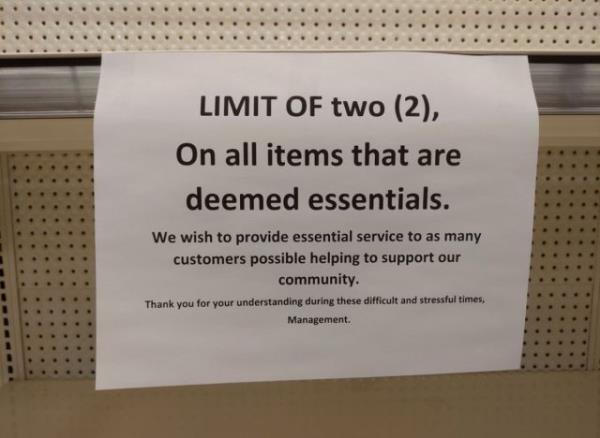 LIMIT OF two (2),
On all items that are
deemed essentials.
We wish to provide essential service to as many
customers possible helping to support our
community.
Thank you for your understanding during these difficult and stressful times,
Management.